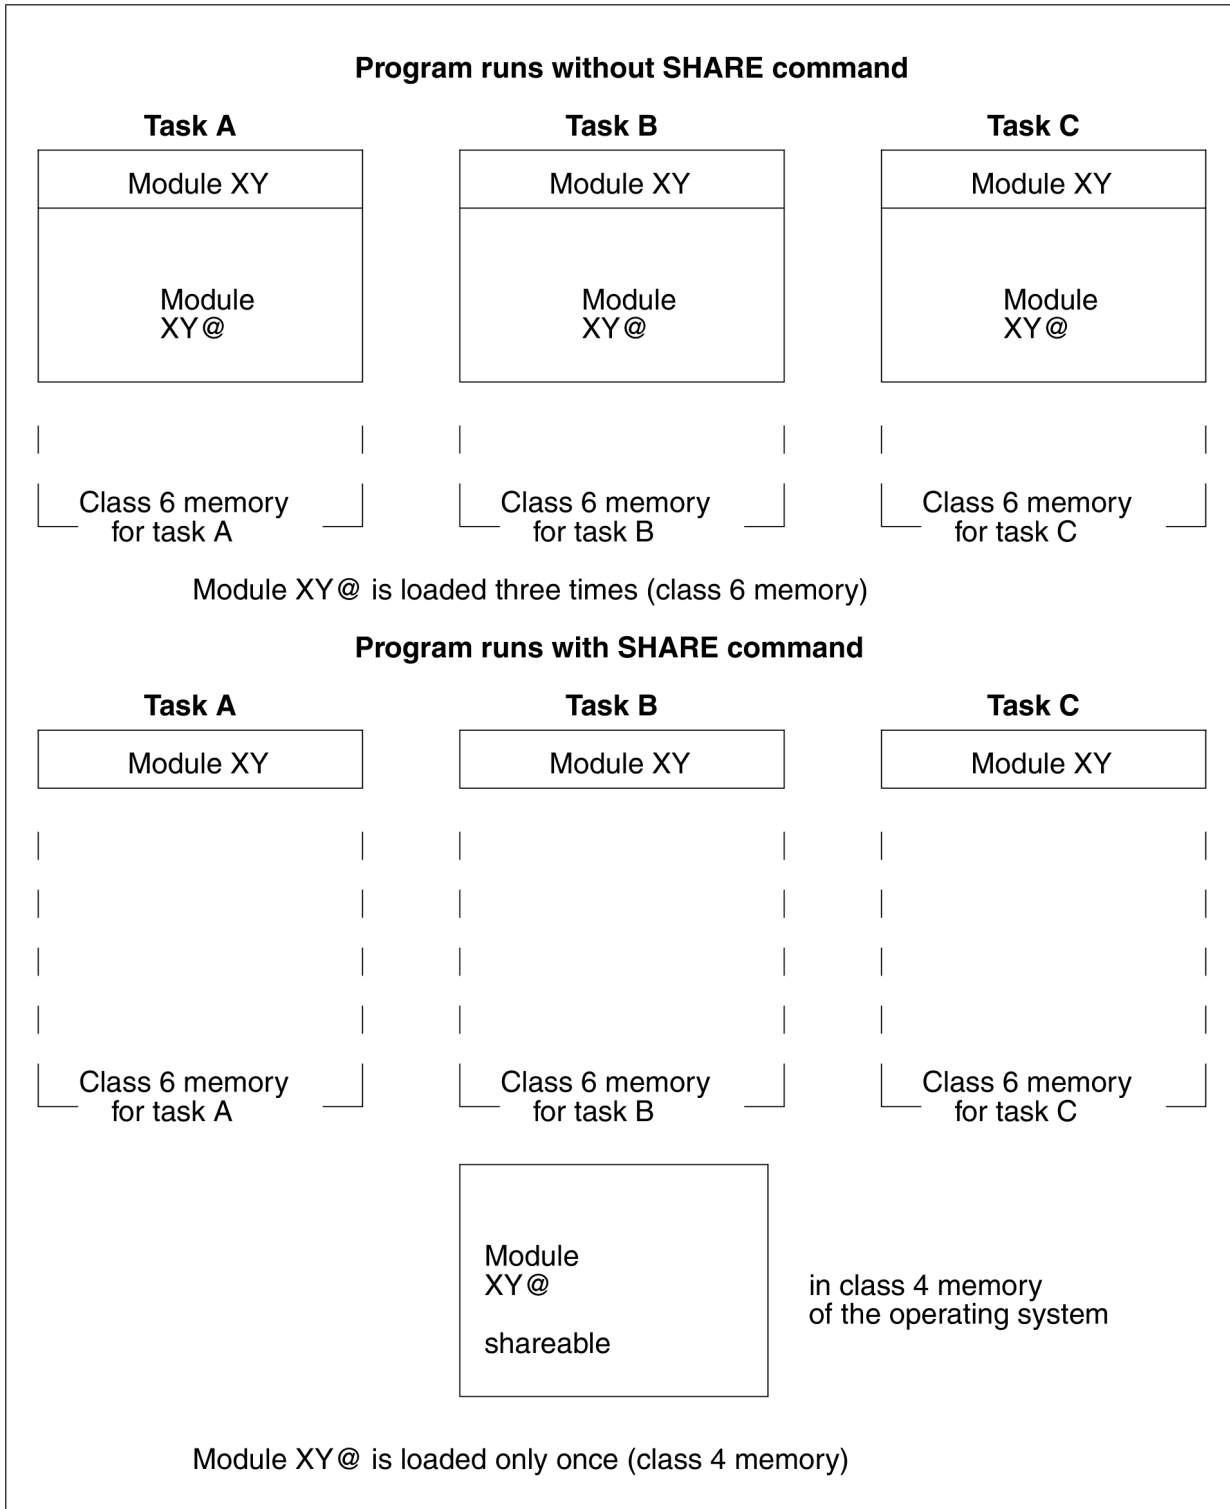 Program runs without SHARE command
Task A
Task B
Task C
Module XY
Module XY
Module XY
Module
XY@
Module
XY@
Module
XY@
Class 6 memory
for task A
Class 6 memory
for task B
Class 6 memory
for task C
Module XY@ is loaded three times (class 6 memory)
Program runs with SHARE command
Task A
Task B
Task C
Module XY
Module XY
Module XY
Class 6 memory
for task A
Class 6 memory
for task B
Class 6 memory
for task C
Module
XY@
shareable
in class 4 memory
of the operating system
Module XY@ is loaded only once (class 4 memory)